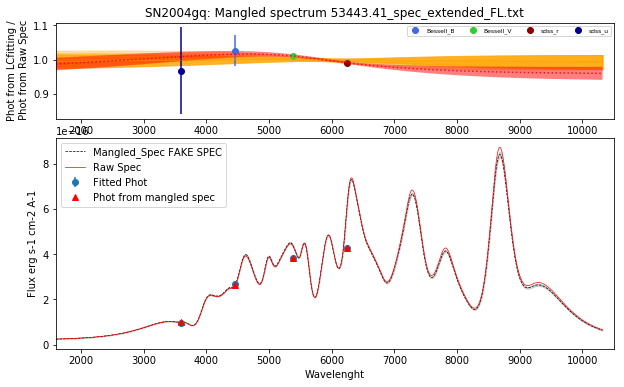 SN2004gq: Mangled spectrum 53443.41_spec_extended_FL.txt
Phot from LCfitting /
Phot from Raw Spec
1.1
1.0
0.9
Bessell_B
Bessell_V
sdss_r
sdss_u
2000 3000 4000 5000 6000 7000 8000 9000 10000
1e−16
Flux erg s-1 cm-2 A-1
8
6
4
2
0
Mangled_Spec FAKE SPEC
Raw Spec
Fitted Phot
Phot from mangled spec
2000 3000 4000 5000 6000 7000 8000 9000 10000
Wavelenght